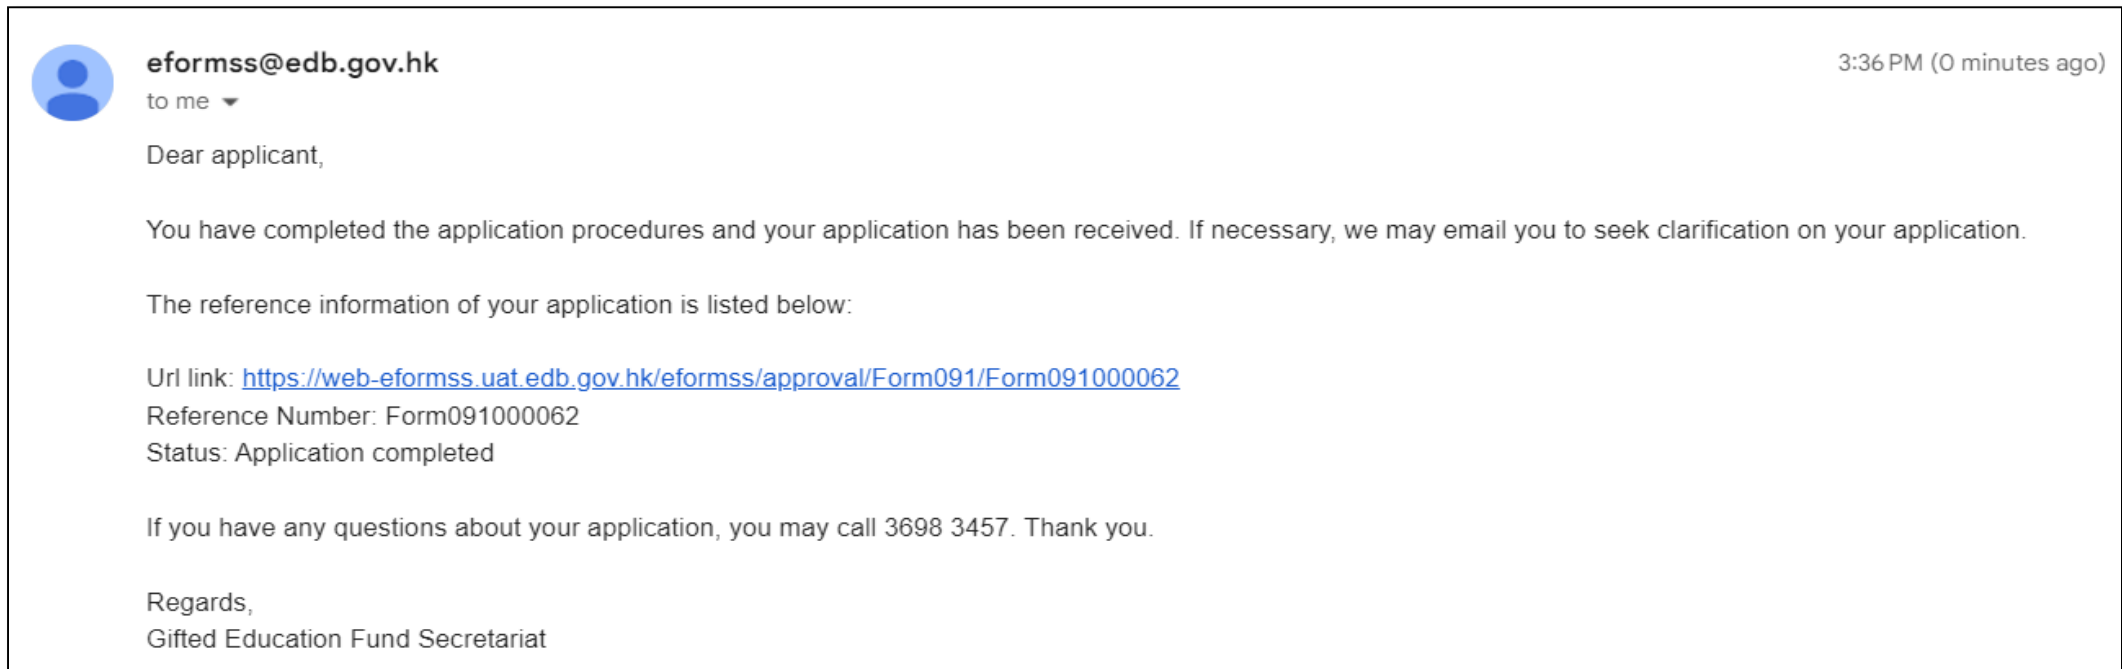 eformss@edb.gov.hk
3:36 PM (0 minutes ago)
to me
Dear applicant,
You have completed the application procedures and your application has been received. If necessary, we may email you to seek clarification on your application.
The reference information of your application is listed below:
Url link: https://web-eformss.uat.edb.gov.hk/eformss/approval/Form091/Form091000062
Reference Number: Form091000062
Status: Application completed
If you have any questions about your application, you may call 3698 3457. Thank you.
Regards,
Gifted Education Fund Secretariat